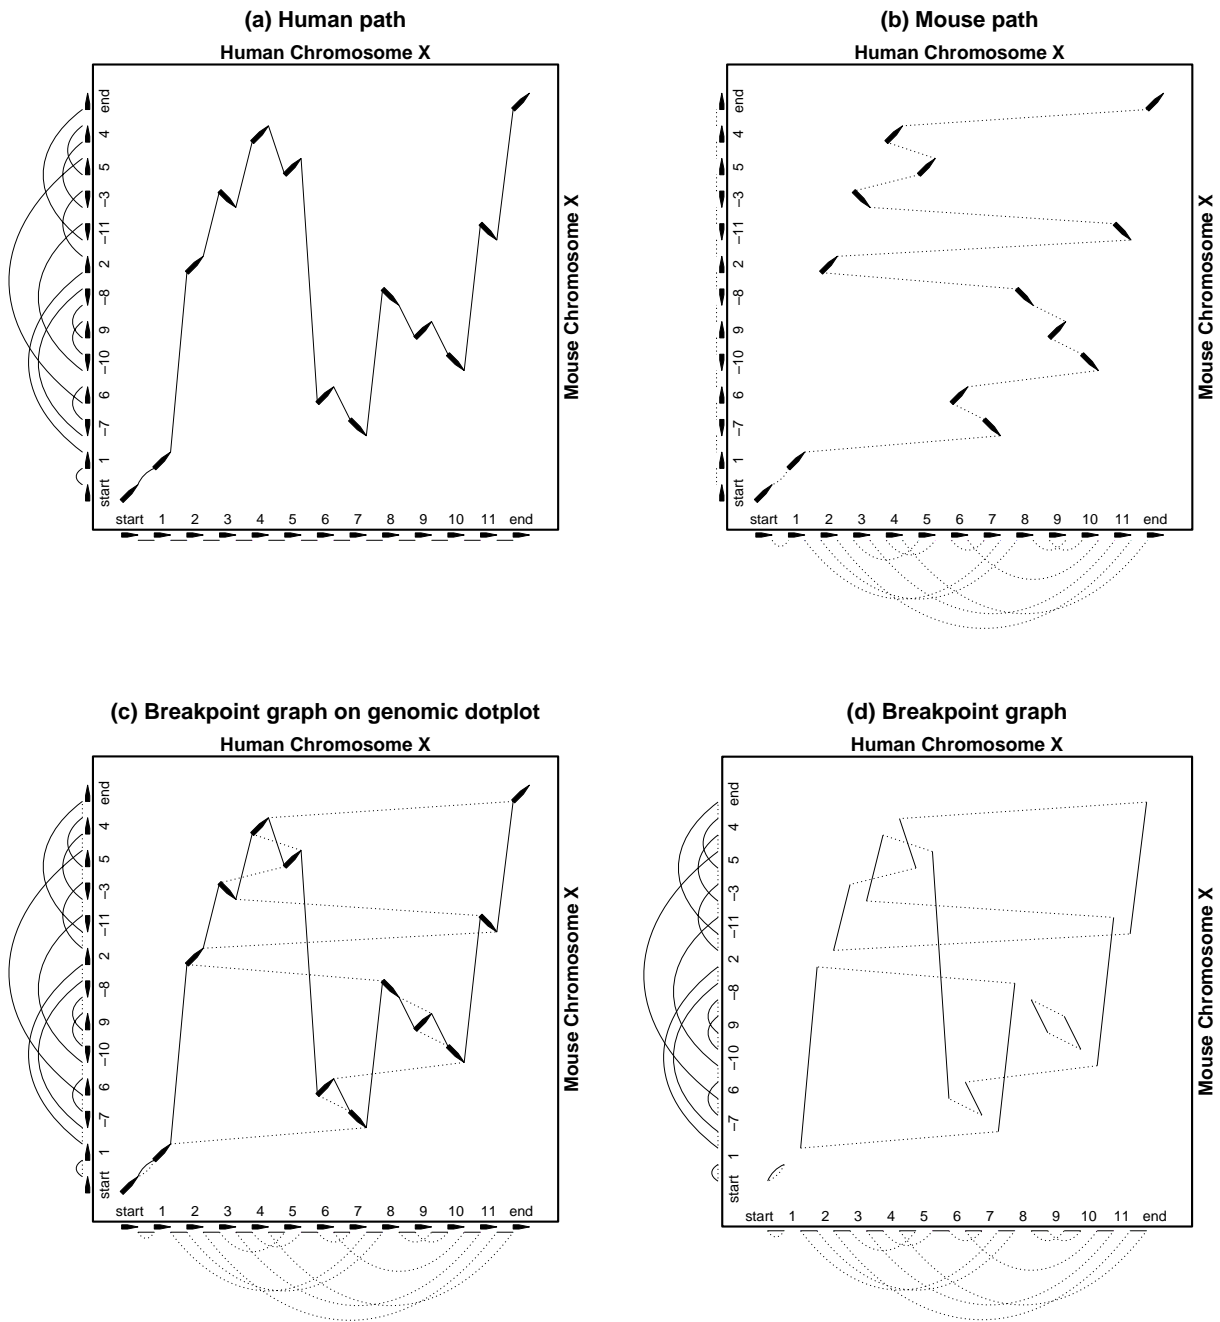 (a) Human path
Human Chromosome X
end
4
5
−3
−11
2
−8
9
−10
6
−7
1
start
Mouse Chromosome X
start 1 2 3 4 5 6 7 8 9 10 11 end
(b) Mouse path
Human Chromosome X
end
4
5
−3
−11
2
−8
9
−10
6
−7
1
start
Mouse Chromosome X
start 1 2 3 4 5 6 7 8 9 10 11 end
(c) Breakpoint graph on genomic dotplot
Human Chromosome X
end
4
5
−3
−11
2
−8
9
−10
6
−7
1
start
Mouse Chromosome X
start 1 2 3 4 5 6 7 8 9 10 11 end
(d) Breakpoint graph
Human Chromosome X
end
4
5
−3
−11
2
−8
9
−10
6
−7
1
start
Mouse Chromosome X
start 1 2 3 4 5 6 7 8 9 10 11 end